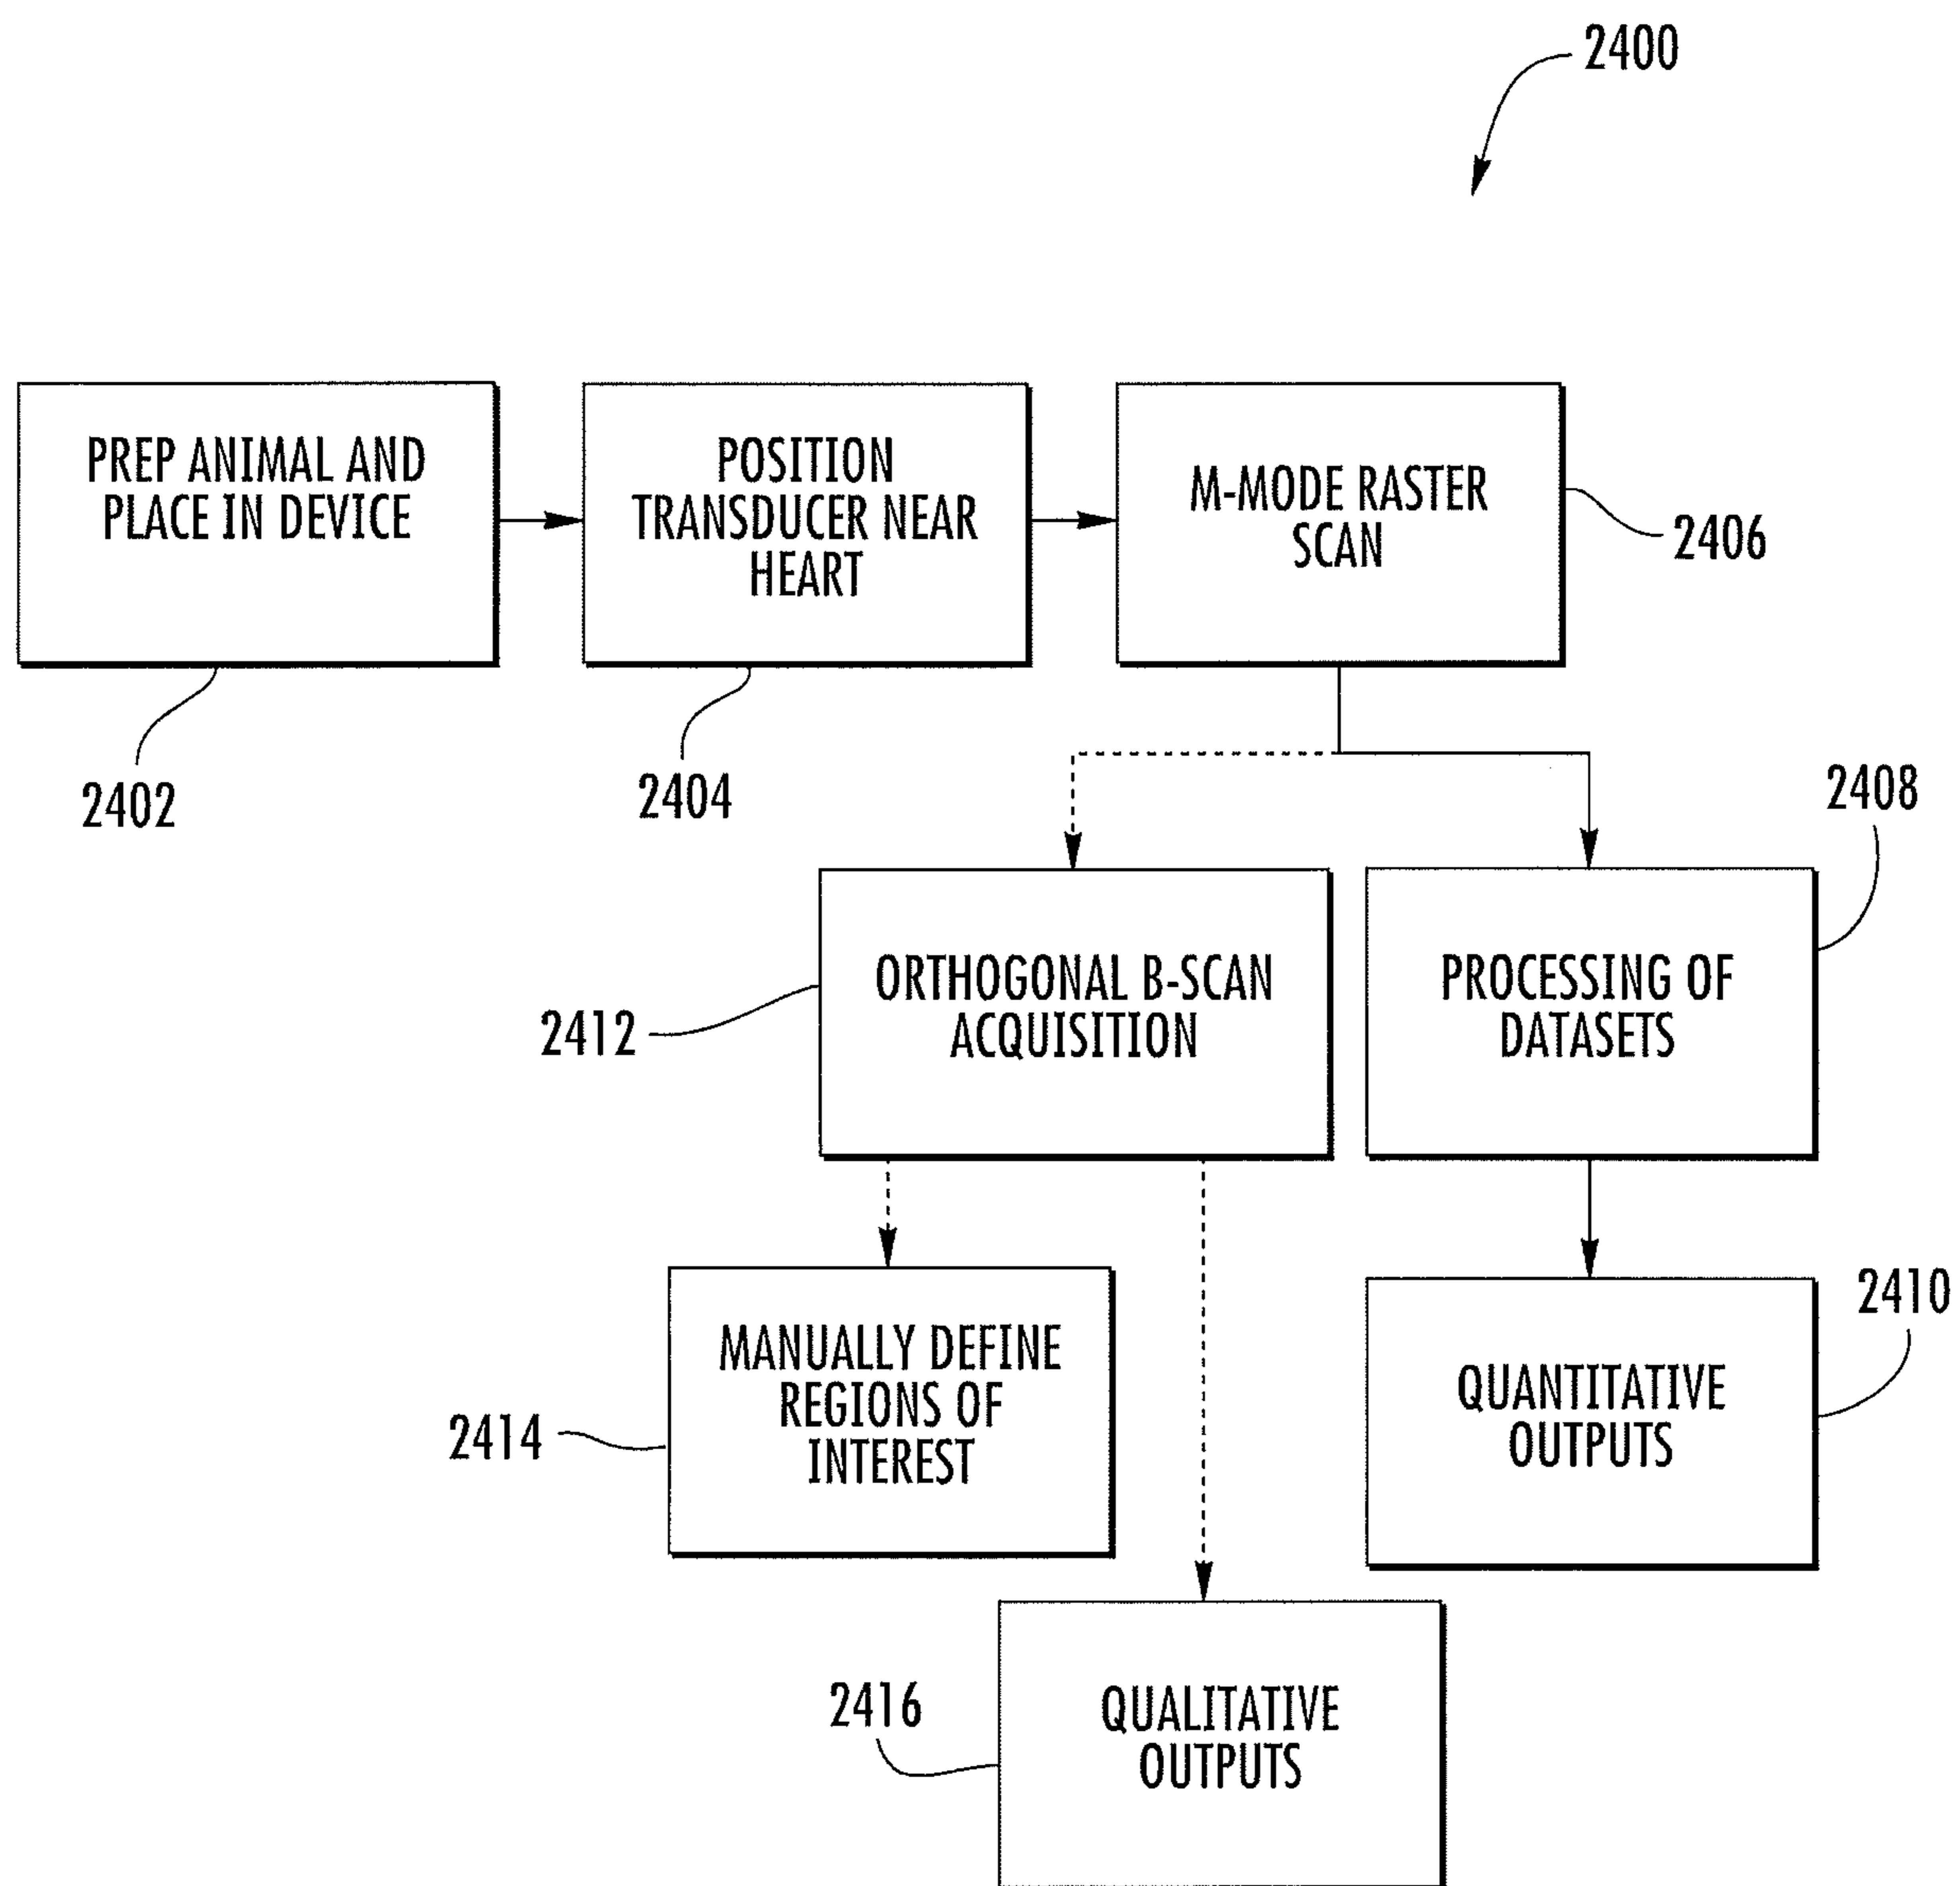 2400
PREP ANIMAL AND
PLACE IN DEVICE
POSITION
TRANSDUCER NEAR
HEART
M-MODE RASTER
SCAN
2406
2402
2404
2408
ORTHOGONAL B-SCAN
ACQUISITION
PROCESSING OF
DATASETS
2412
2410
MANUALLY DEFINE
REGIONS OF
INTEREST
QUANTITATIVE
OUTPUTS
2414
2416
QUALITATIVE
OUTPUTS